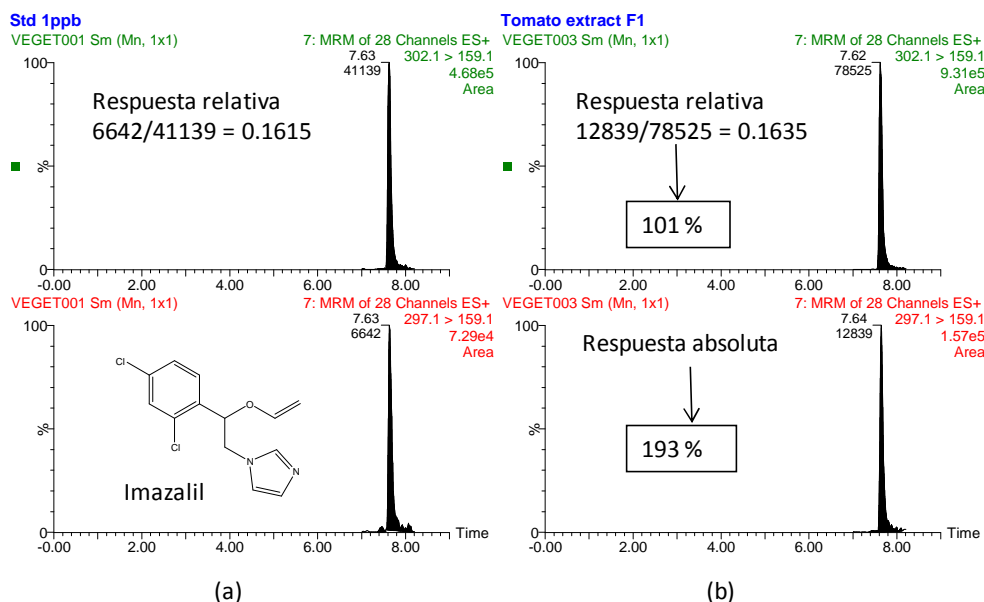 Std 1ppb
VEGET001 Sm (Mn, 1x1)
7: MRM of 28 Channels ES+
302.1 > 159.1
4.68e5
Area
7.63
41139
100
%
0
Respuesta relativa
6642/41139 = 0.1615
-0.00 2.00 4.00 6.00 8.00
Tomato extract F1
VEGET003 Sm (Mn, 1x1)
7: MRM of 28 Channels ES+
302.1 > 159.1
9.31e5
Area
7.62
78525
100
%
0
Respuesta relativa
12839/78525 = 0.1635
101 %
-0.00 2.00 4.00 6.00 8.00
VEGET001 Sm (Mn, 1x1)
7: MRM of 28 Channels ES+
297.1 > 159.1
7.29e4
Area
7.63
6642
100
%
0
Cl
O
Cl
N
N
Imazalil
Time
-0.00 2.00 4.00 6.00 8.00
VEGET003 Sm (Mn, 1x1)
7: MRM of 28 Channels ES+
297.1 > 159.1
1.57e5
Area
7.64
12839
100
%
0
Respuesta absoluta
193 %
Time
-0.00 2.00 4.00 6.00 8.00
(a)
(b)